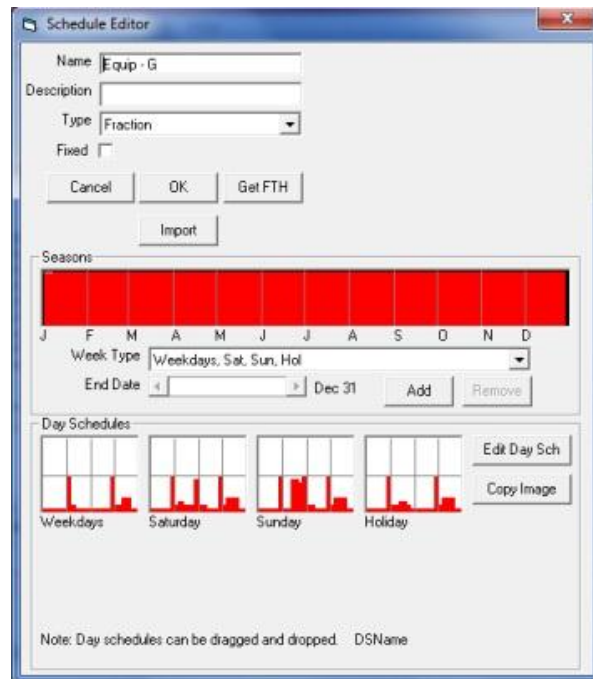 Schedule Editor
Name Equip - G
Description
Type Fraction
Fixed
Cancel OK Get FTH
Import
Seasons
J F M A M J J A S O N D
Week Type Weekdays, Sat, Sun, Hol
End Date Dec 31 Add Remove
Day Schedules
Edit Day Sch
Copy Image
Weekdays Saturday Sunday Holiday
Note: Day schedules can be dragged and dropped. DSName